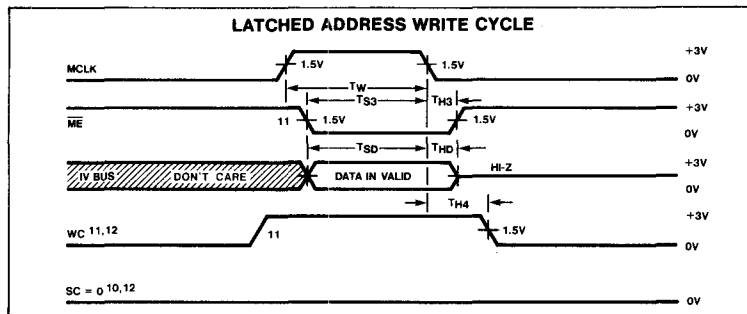 LATCHED ADDRESS WRITE CYCLE
MCLK 1.5V 1.5V +3V 0V
TW
TS3 TH3
ME 11 1.5V 1.5V +3V 0V
TSD THD
IV BUS DON'T CARE DATA IN VALID HI-Z +3V 0V
TH4
WC 11,12 11 1.5V +3V 0V
SC = 0 10,12 0V